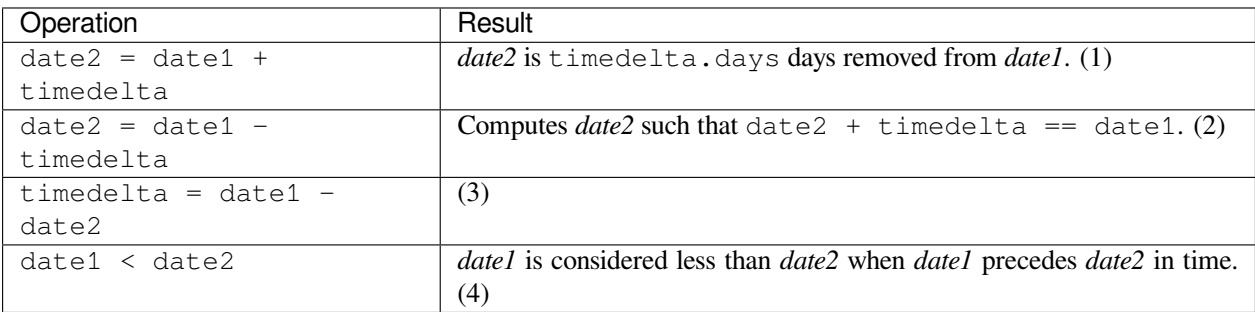 Operation Result
date2 = date1 + date2 is timedelta.days days removed from date1. (1)
timedelta
date2 = date1 - Computes date2 such that date2 + timedelta == date1. (2)
timedelta
timedelta = date1 - (3)
date2
date1 < date2 date1 is considered less than date2 when date1 precedes date2 in time.
(4)